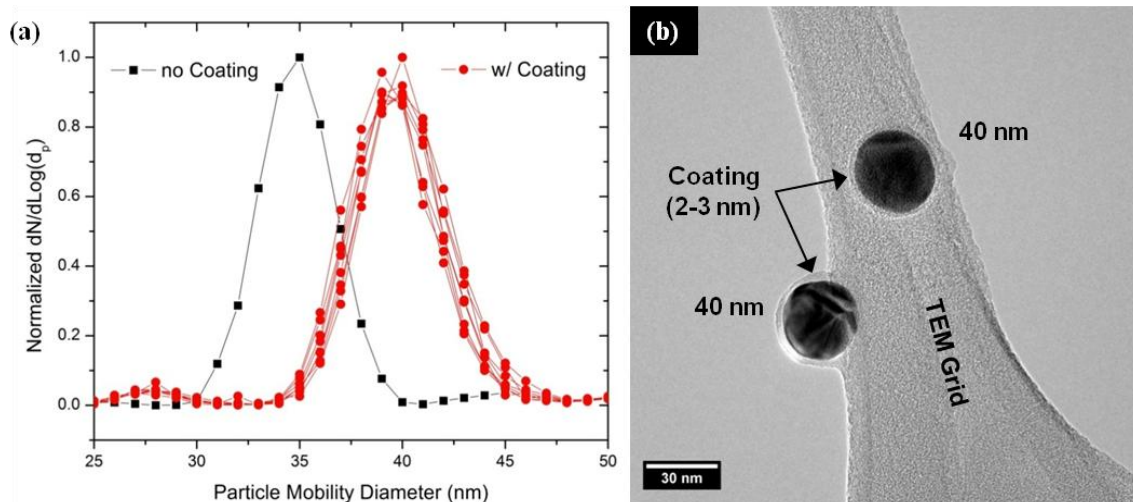 (a)
no Coating
w/ Coating
Normalized dN/dLog(dp)
1.0
0.8
0.6
0.4
0.2
0.0
25
30
35
40
45
50
Particle Mobility Diameter (nm)
(b)
40 nm
Coating
(2-3 nm)
40 nm
TEM Grid
30 nm